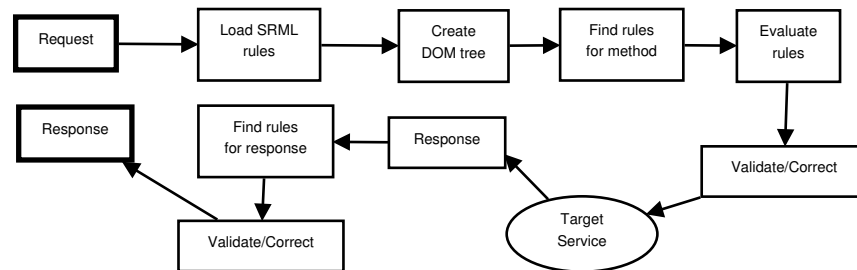 Request
Load SRML
rules
Create
DOM tree
Find rules
for method
Evaluate
rules
Validate/Correct
Target
Service
Response
Find rules
for response
Validate/Correct
Response